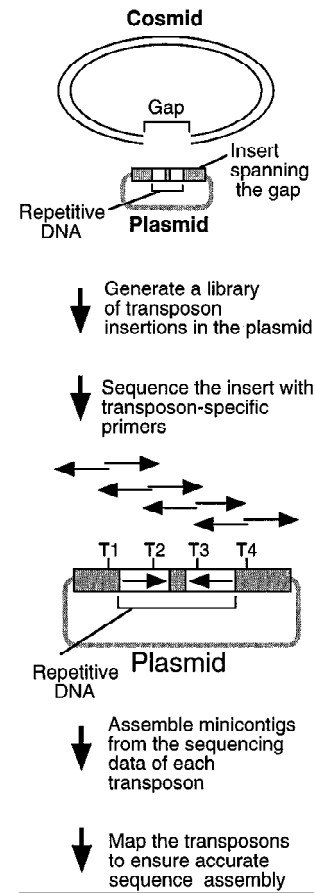 Cosmid
Gap
Insert
spanning
the gap
Repetitive
DNA
Plasmid
Generate a library
of transposon
insertions in the plasmid
Sequence the insert with
transposon-specific
primers
T1 T2 T3 T4
Repetitive
DNA
Plasmid
Assemble minicontigs
from the sequencing
data of each
transposon
Map the transposons
to ensure accurate
sequence assembly